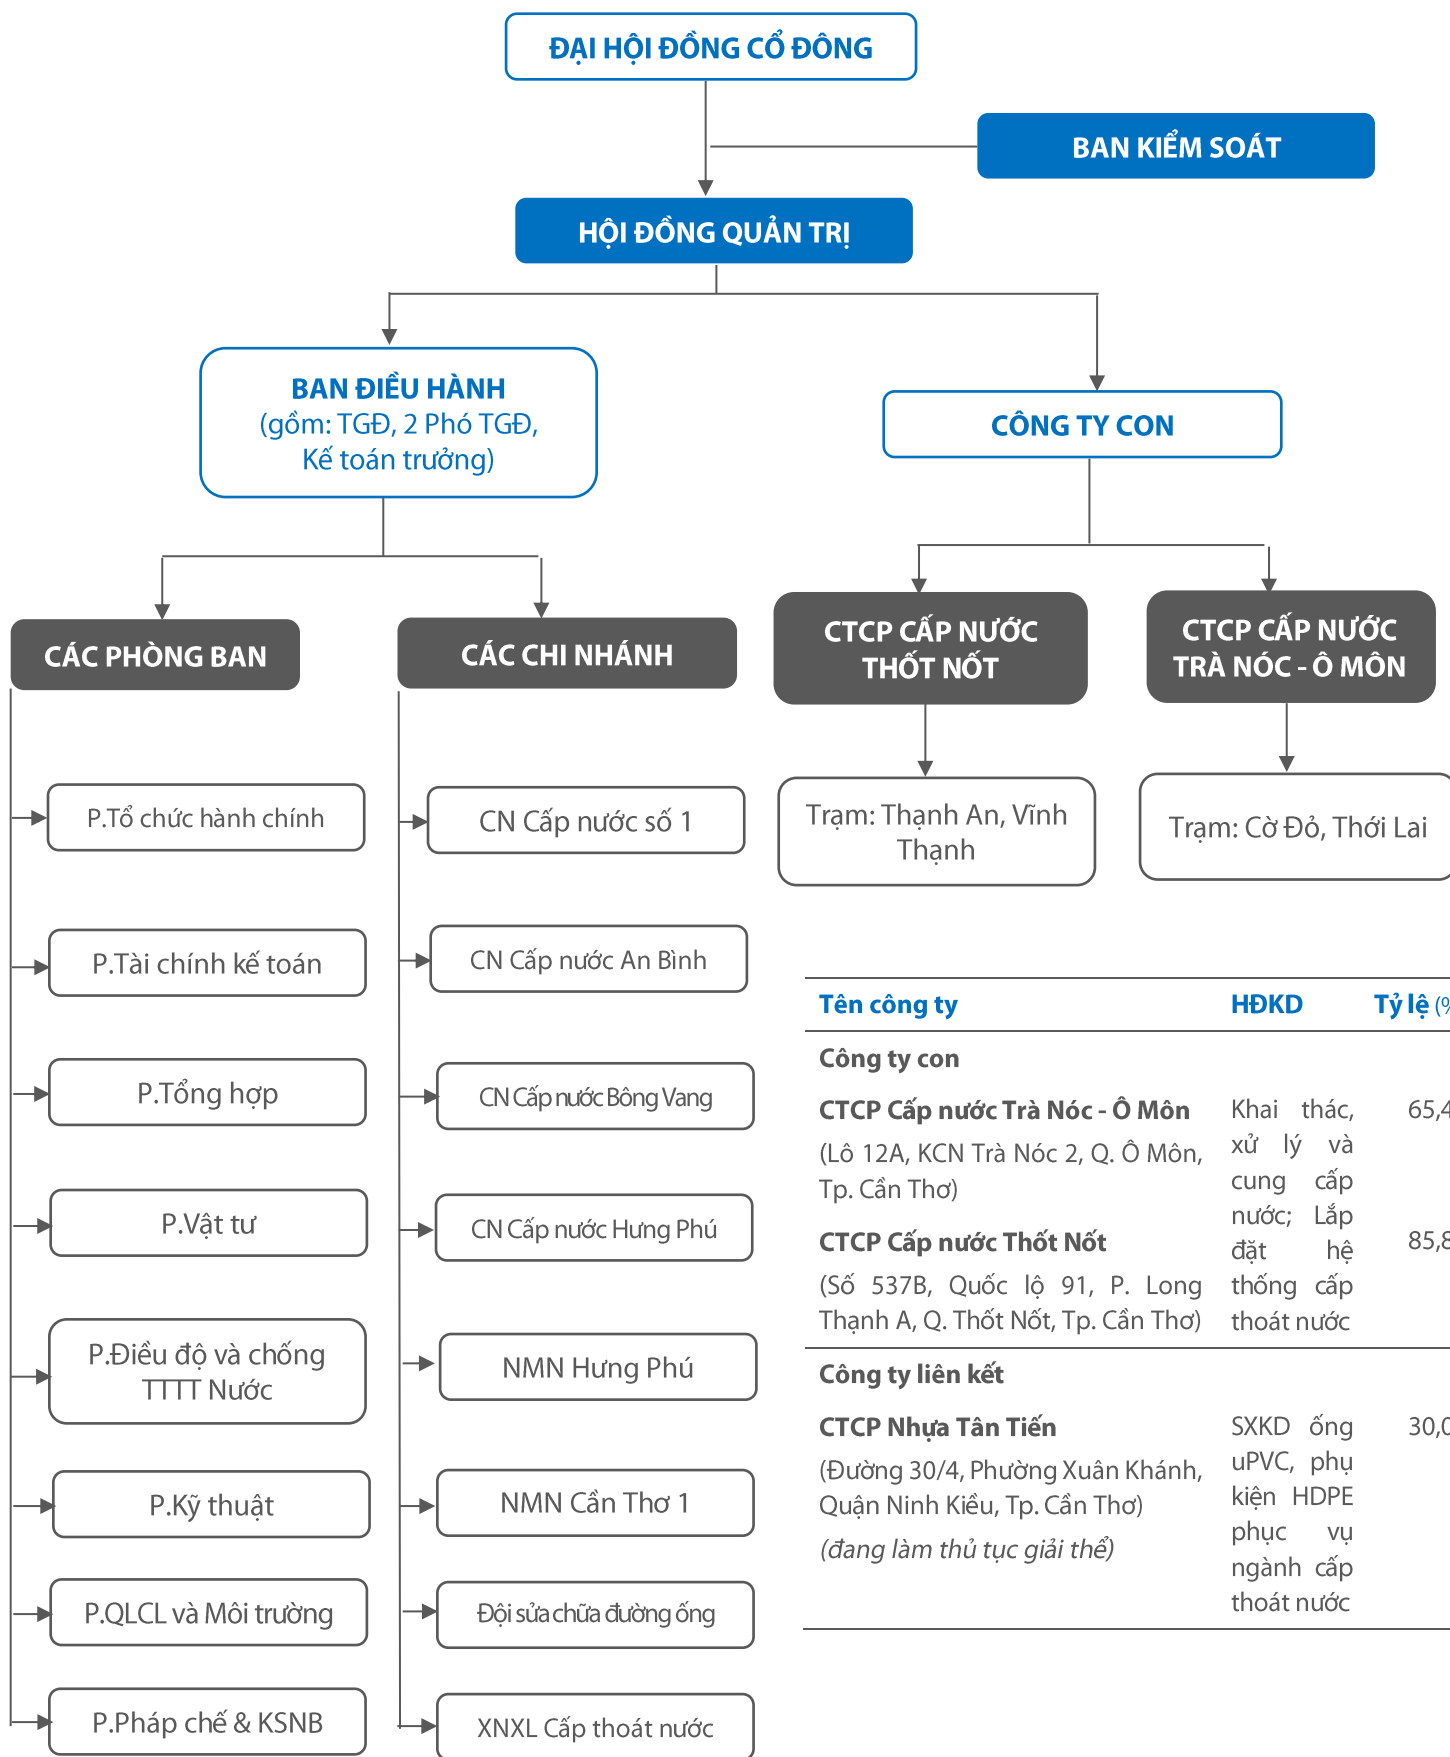 ĐẠI HỘI ĐỒNG CỔ ĐÔNG
BAN KIỂM SOÁT
HỘI ĐỒNG QUẢN TRỊ
BAN ĐIỀU HÀNH
(gồm: TGĐ, 2 Phó TGĐ,
Kế toán trưởng)
CÔNG TY CON
CÁC PHÒNG BAN
CÁC CHI NHÁNH
CTCP CẤP NƯỚC
THỐT NỐT
CTCP CẤP NƯỚC
TRÀ NÓC - Ô MÔN
P.Tổ chức hành chính
P.Tài chính kế toán
P.Tổng hợp
P.Vật tư
P.Điều độ và chống
TTTT Nước
P.Kỹ thuật
P.QLCL và Môi trường
P.Pháp chế & KSNB
CN Cấp nước số 1
CN Cấp nước An Bình
CN Cấp nước Bông Vang
CN Cấp nước Hưng Phú
NMN Hưng Phú
NMN Cần Thơ 1
Đội sửa chữa đường ống
XNXL Cấp thoát nước
Trạm: Thạnh An, Vĩnh
Thạnh
Trạm: Cờ Đỏ, Thới Lai
Tên công ty HĐKD Tỷ lệ (%
Công ty con
CTCP Cấp nước Trà Nóc - Ô Môn
(Lô 12A, KCN Trà Nóc 2, Q. Ô Môn,
Tp. Cần Thơ)
CTCP Cấp nước Thốt Nốt
(Số 537B, Quốc lộ 91, P. Long
Thạnh A, Q. Thốt Nốt, Tp. Cần Thơ)
Khai thác,
xử lý và
cung cấp
nước; Lắp
đặt hệ
thống cấp
thoát nước
65,4
85,8
Công ty liên kết
CTCP Nhựa Tân Tiến
(Đường 30/4, Phường Xuân Khánh,
Quận Ninh Kiều, Tp. Cần Thơ)
(đang làm thủ tục giải thể)
SXKD ống
uPVC, phụ
kiện HDPE
phục vụ
ngành cấp
thoát nước
30,0